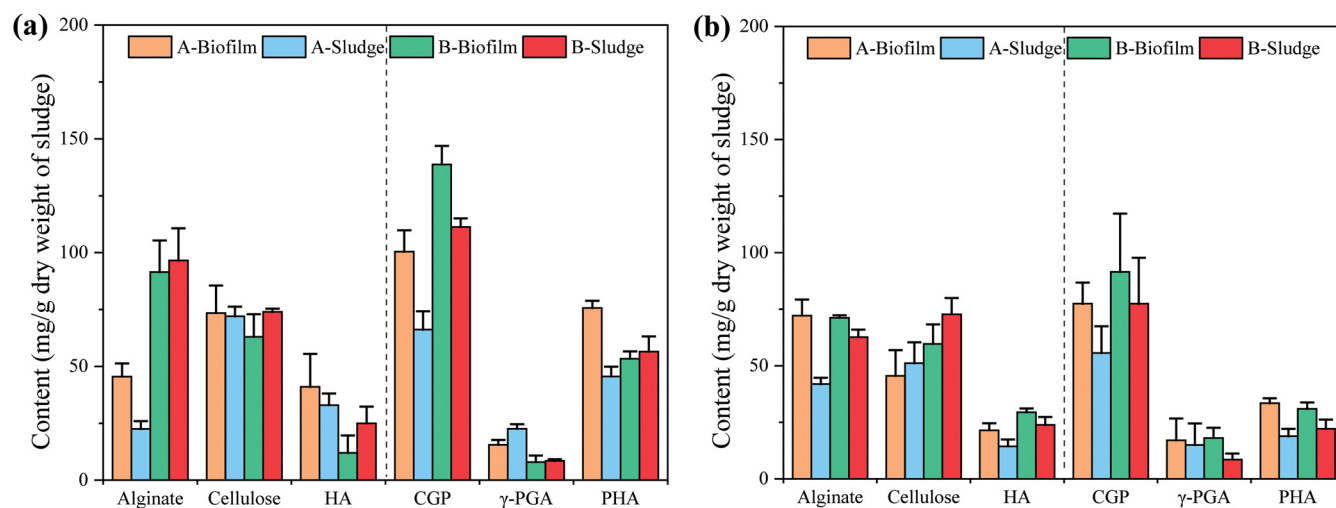 (a)
200
150
100
50
0
Content (mg/g dry weight of sludge)
A-Biofilm A-Sludge B-Biofilm B-Sludge
Alginate Cellulose HA CGP γ-PGA PHA
(b)
200
150
100
50
0
Content (mg/g dry weight of sludge)
A-Biofilm A-Sludge B-Biofilm B-Sludge
Alginate Cellulose HA CGP γ-PGA PHA